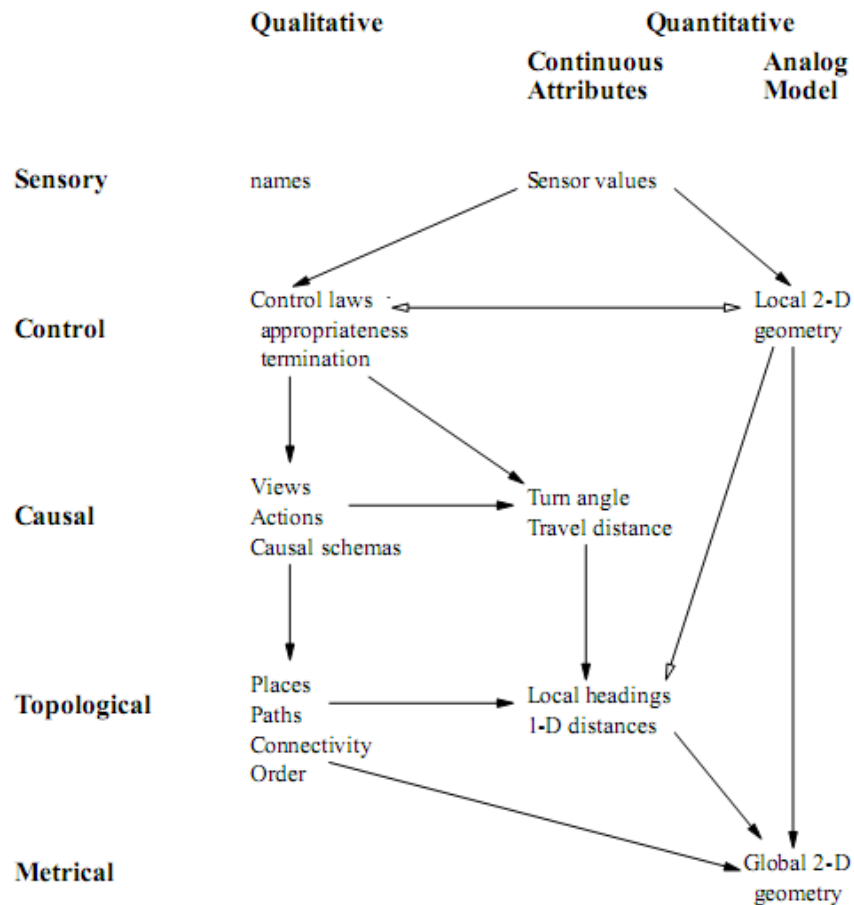 Qualitative
Quantitative
Continuous
Attributes
Analog
Model
Sensory
names
Sensor values
Control
Control laws
appropriateness
termination
Local 2-D
geometry
Causal
Views
Actions
Causal schemas
Turn angle
Travel distance
Topological
Places
Paths
Connectivity
Order
Local headings
1-D distances
Metrical
Global 2-D
geometry